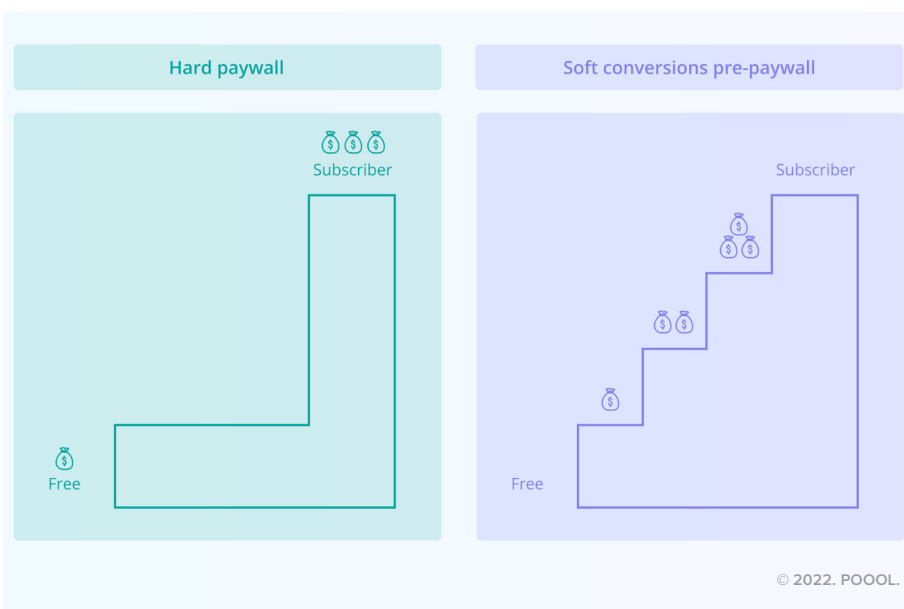 Hard paywall
Soft conversions pre-paywall
$ $ $
Subscriber
$
Free
Subscriber
$
$ $
$ $
$
Free
© 2022. POOOL.